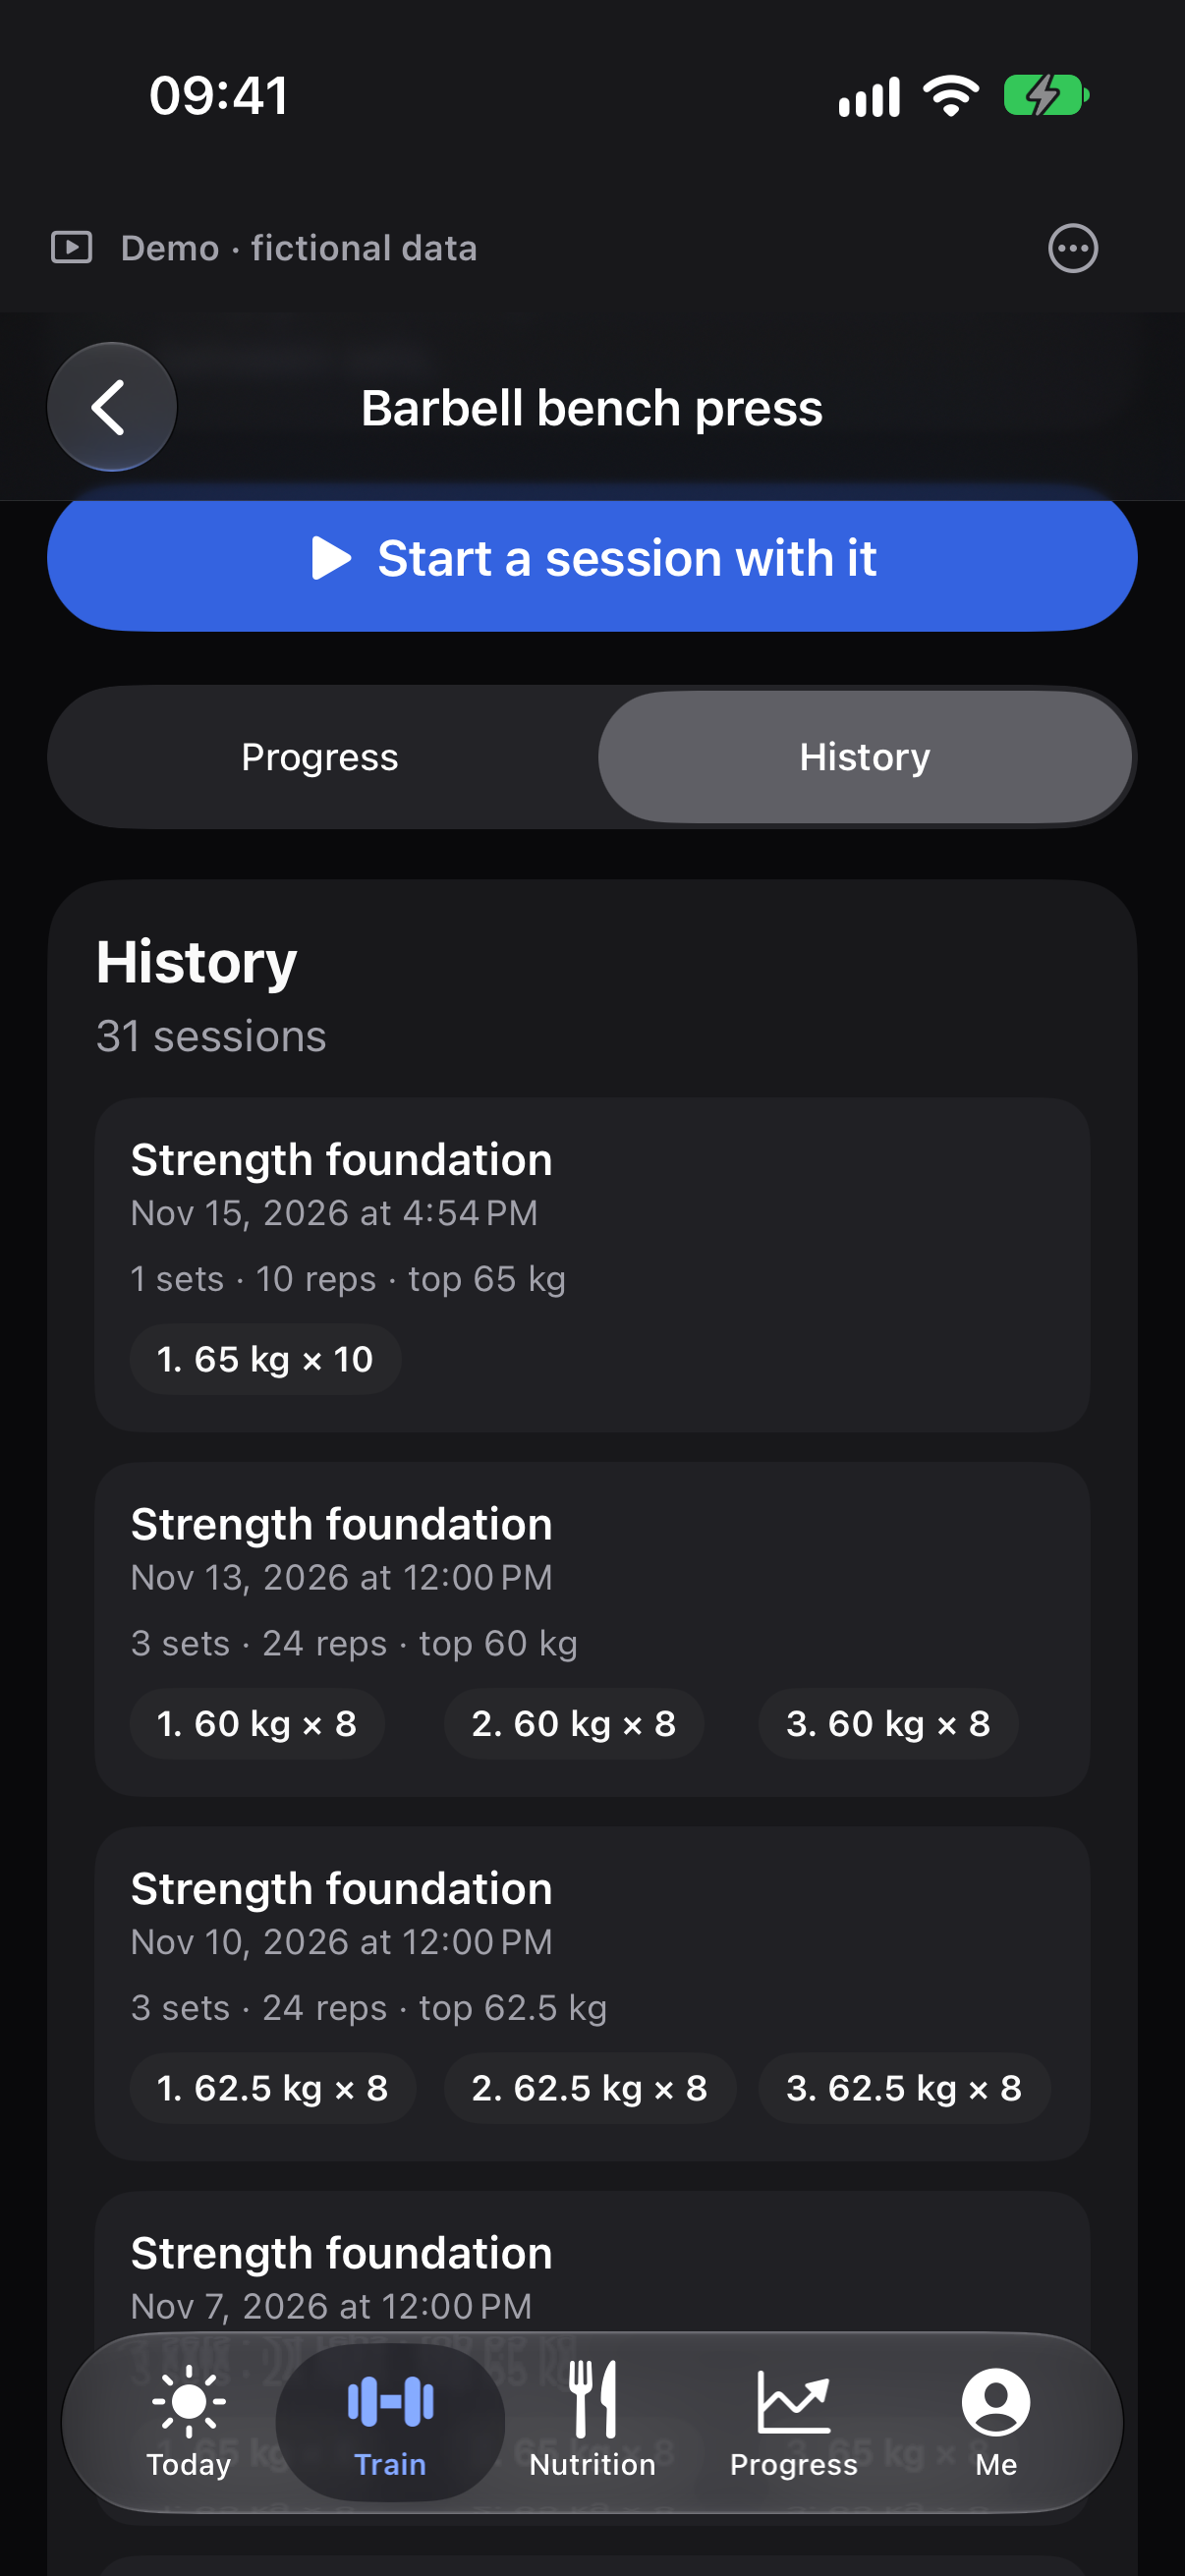 09:41
Demo · fictional data
Barbell bench press
Start a session with it
Progress
History
History
31 sessions
Strength foundation
Nov 15, 2026 at 4:54 PM
1 sets · 10 reps · top 65 kg
1. 65 kg × 10
Strength foundation
Nov 13, 2026 at 12:00 PM
3 sets · 24 reps · top 60 kg
1. 60 kg × 8
2. 60 kg × 8
3. 60 kg × 8
Strength foundation
Nov 10, 2026 at 12:00 PM
3 sets · 24 reps · top 62.5 kg
1. 62.5 kg × 8
2. 62.5 kg × 8
3. 62.5 kg × 8
Strength foundation
Nov 7, 2026 at 12:00 PM
Today
Train
Nutrition
Progress
Me